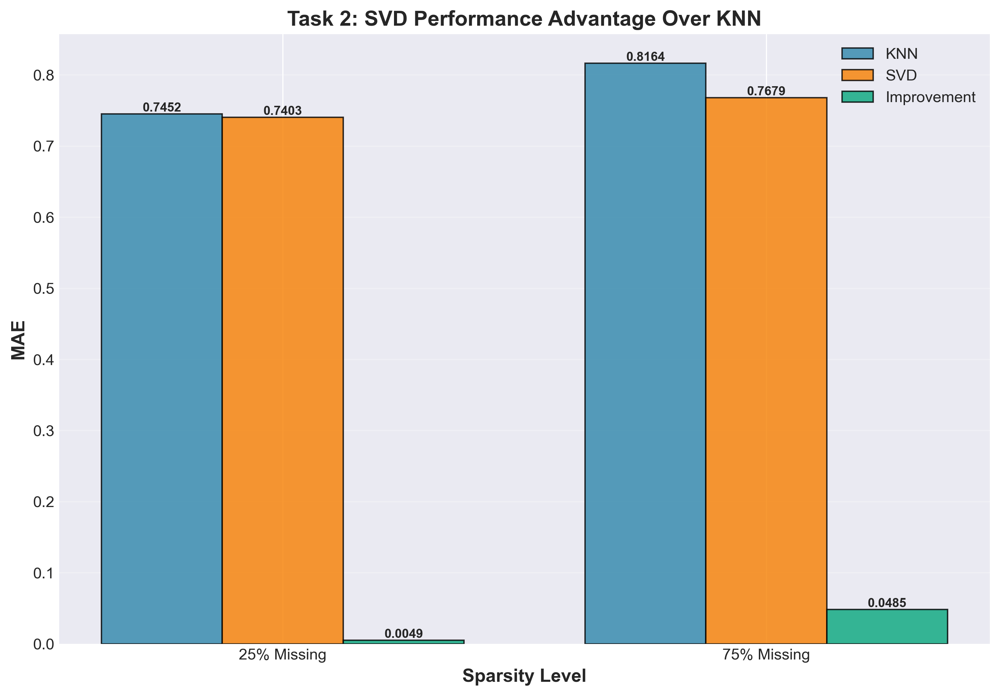 Task 2: SVD Performance Advantage Over KNN
KNN
SVD
Improvement
0.8164
0.7679
0.7452
0.7403
0.0485
0.0049
0.8
0.7
0.6
0.5
0.4
0.3
0.2
0.1
0.0
MAE
25% Missing
75% Missing
Sparsity Level